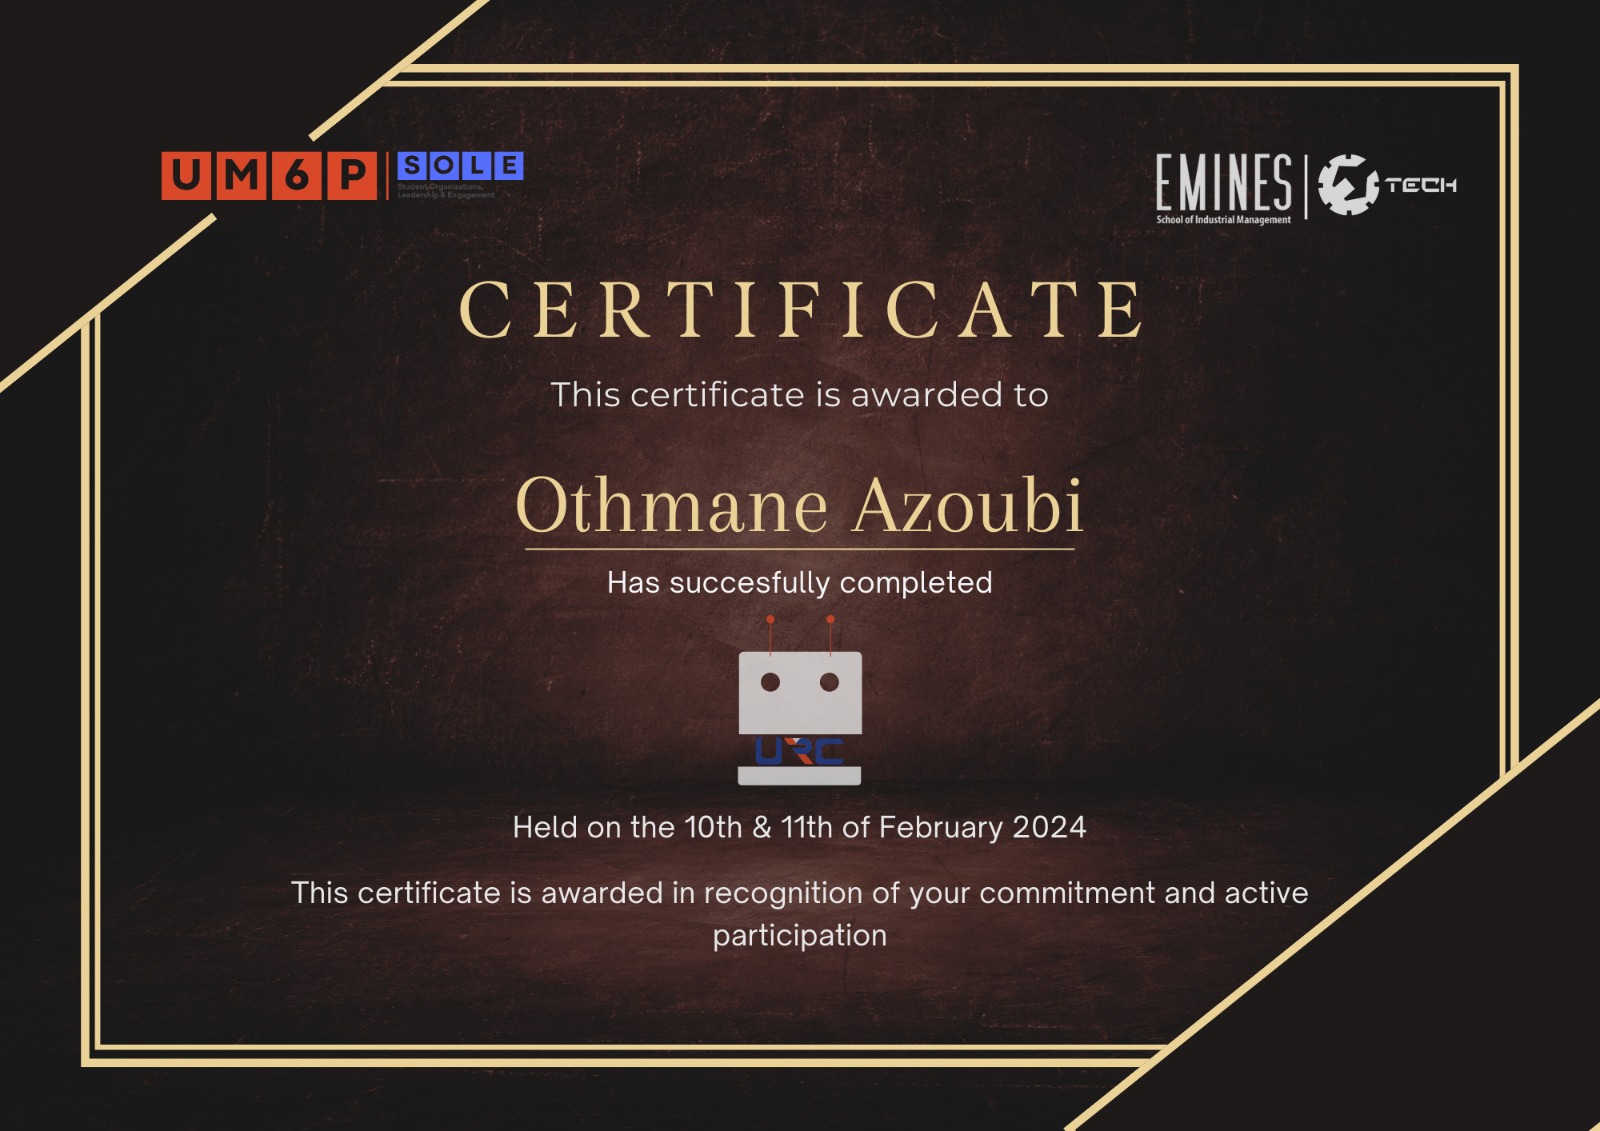 UM6P SOLE
Student Organizations,
Leadership & Engagement
EMINES
School of Industrial Management
TECH
CERTIFICATE
This certificate is awarded to
Othmane Azoubi
Has succesfully completed
URC
Held on the 10th & 11th of February 2024
This certificate is awarded in recognition of your commitment and active
participation